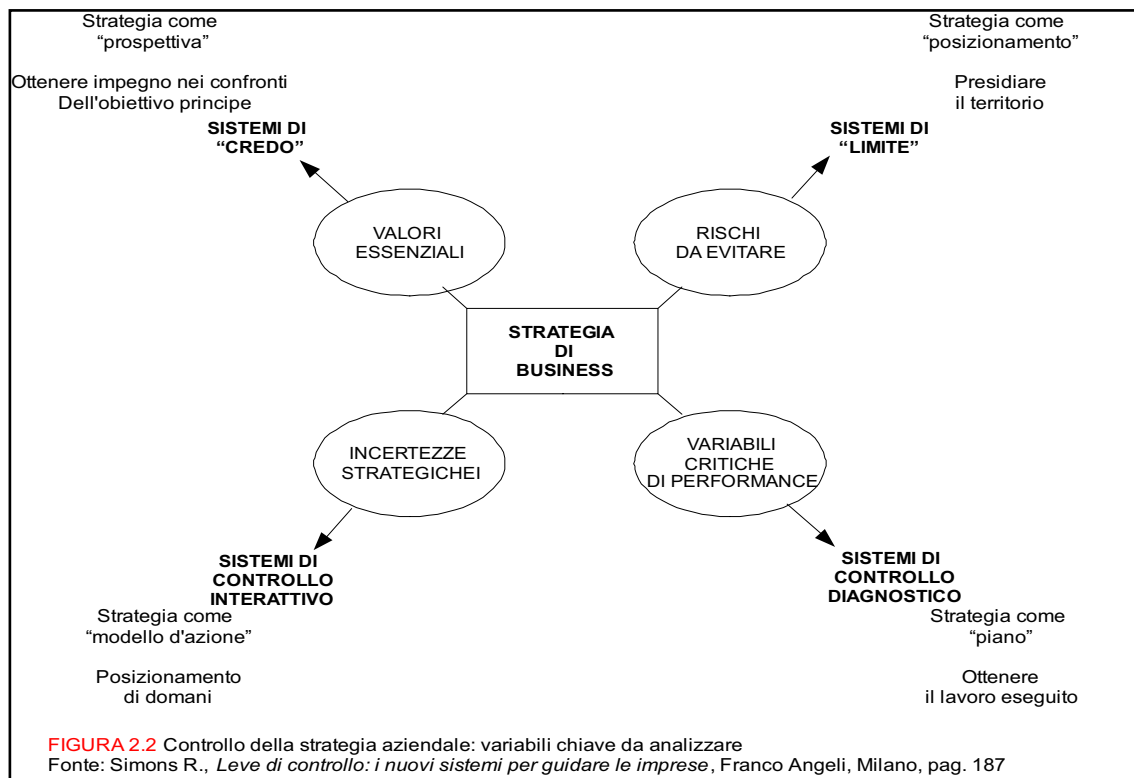 Strategia come
“prospettiva”
Ottenere impegno nei confronti
Dell'obiettivo principe
SISTEMI DI
“CREDO”
Strategia come
“posizionamento”
Presidiare
il territorio
SISTEMI DI
“LIMITE”
VALORI
ESSENZIALI
RISCHI
DA EVITARE
STRATEGIA
DI
BUSINESS
INCERTEZZE
STRATEGICHEI
VARIABILI
CRITICHE
DI PERFORMANCE
SISTEMI DI
CONTROLLO
INTERATTIVO
Strategia come
“modello d'azione”
Posizionamento
di domani
SISTEMI DI
CONTROLLO
DIAGNOSTICO
Strategia come
“piano”
Ottenere
il lavoro eseguito
FIGURA 2.2 Controllo della strategia aziendale: variabili chiave da analizzare
Fonte: Simons R., Leve di controllo: i nuovi sistemi per guidare le imprese, Franco Angeli, Milano, pag. 187